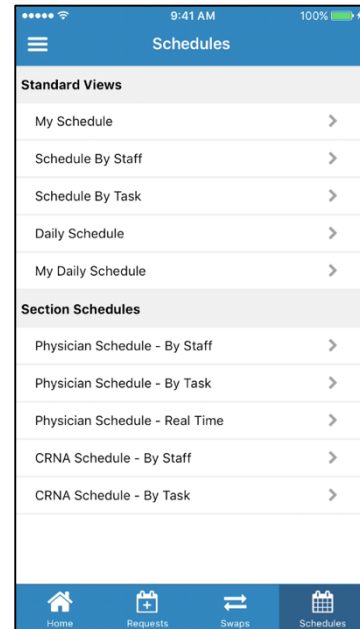 9:41 AM 100%
Schedules
Standard Views
My Schedule
Schedule By Staff
Schedule By Task
Daily Schedule
My Daily Schedule
Section Schedules
Physician Schedule - By Staff
Physician Schedule - By Task
Physician Schedule - Real Time
CRNA Schedule - By Staff
CRNA Schedule - By Task
Home Requests Swaps Schedules